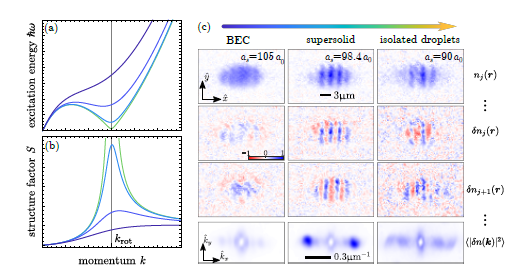 (a)
excitation energy ħω
(b)
structure factor S
k_rot
momentum k
(c)
BEC supersolid isolated droplets
a_s=105 a_0 a_s=98.4 a_0 a_s=90 a_0
ŷ
x̂
3μm
n_j(r)
⋮
−1 0 1
δn_j(r)
δn_{j+1}(r)
⋮
k̂_y
k̂_x
0.3μm⁻¹
⟨|δn(k)|²⟩